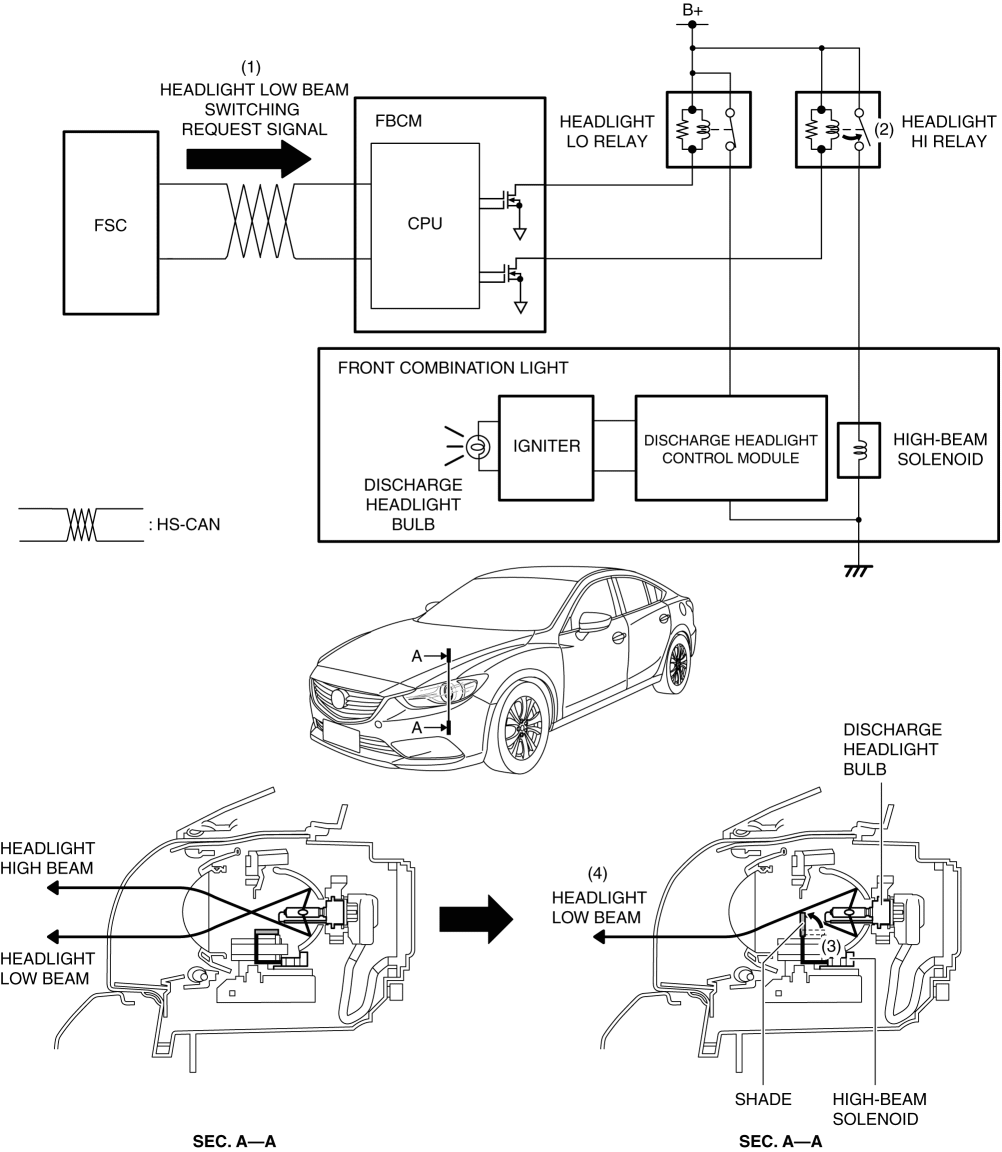 B+
(1)
HEADLIGHT LOW BEAM
SWITCHING
REQUEST SIGNAL
FBCM
HEADLIGHT
LO RELAY
(2)
HEADLIGHT
HI RELAY
FSC
CPU
FRONT COMBINATION LIGHT
IGNITER
DISCHARGE HEADLIGHT
CONTROL MODULE
HIGH-BEAM
SOLENOID
DISCHARGE
HEADLIGHT
BULB
: HS-CAN
A
A
DISCHARGE
HEADLIGHT
BULB
HEADLIGHT
HIGH BEAM
HEADLIGHT
LOW BEAM
(4)
HEADLIGHT
LOW BEAM
(3)
SHADE
HIGH-BEAM
SOLENOID
SEC. A—A
SEC. A—A